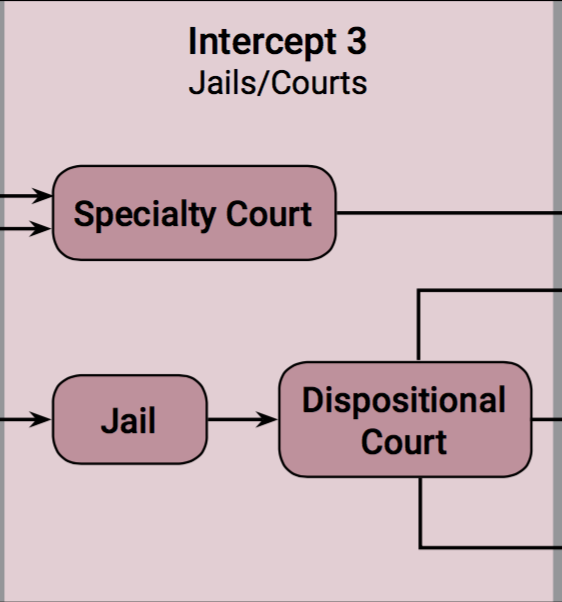 Intercept 3
Jails/Courts
Specialty Court
Jail
Dispositional
Court